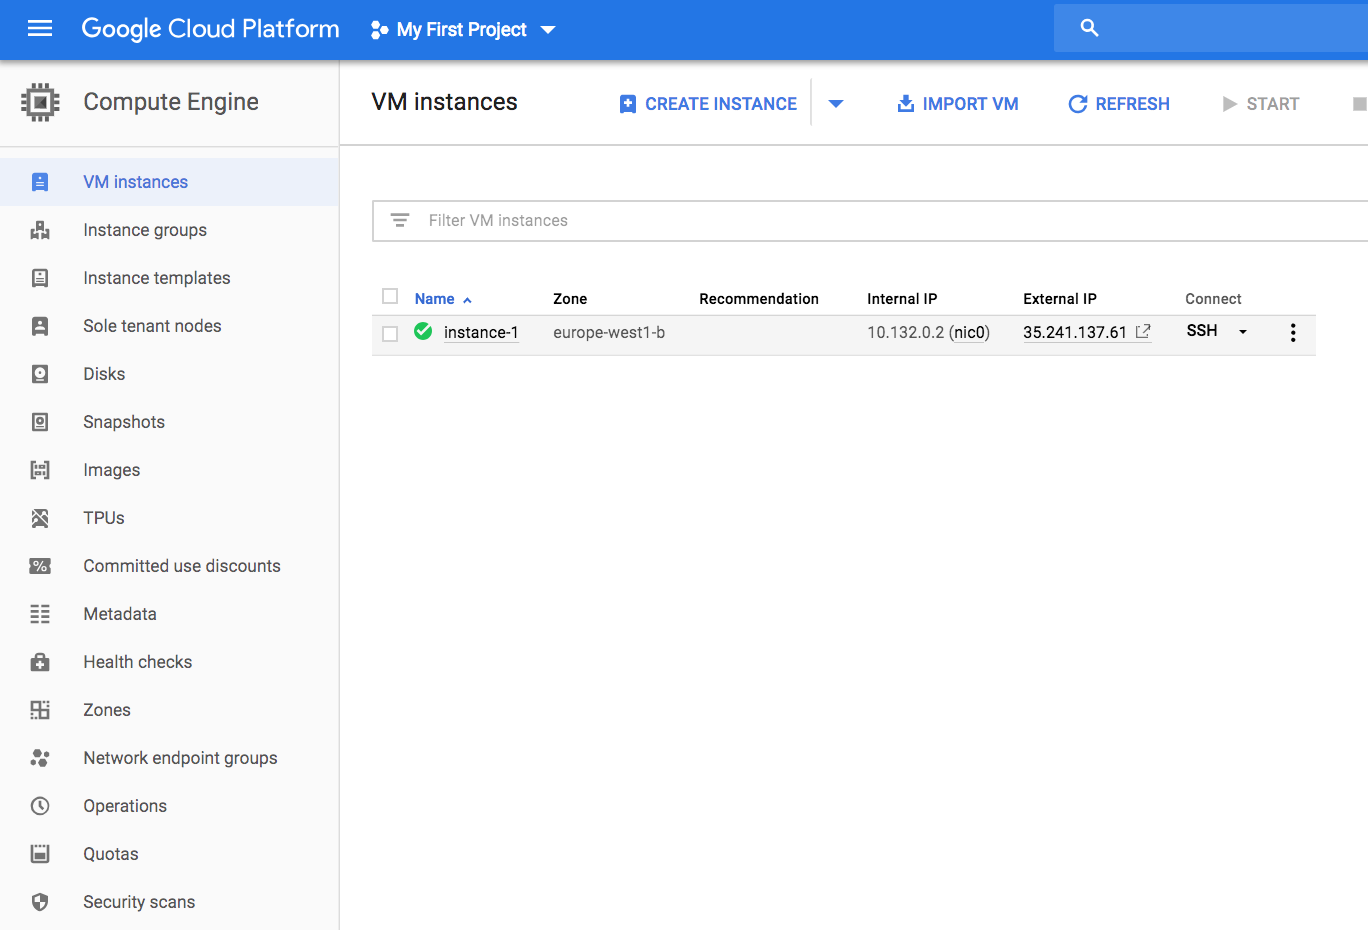 Google Cloud Platform My First Project
Compute Engine
VM instances CREATE INSTANCE IMPORT VM REFRESH START
VM instances
Instance groups
Instance templates
Sole tenant nodes
Disks
Snapshots
Images
TPUs
Committed use discounts
Metadata
Health checks
Zones
Network endpoint groups
Operations
Quotas
Security scans
Filter VM instances
Name Zone Recommendation Internal IP External IP Connect
instance-1 europe-west1-b 10.132.0.2 (nic0) 35.241.137.61 SSH